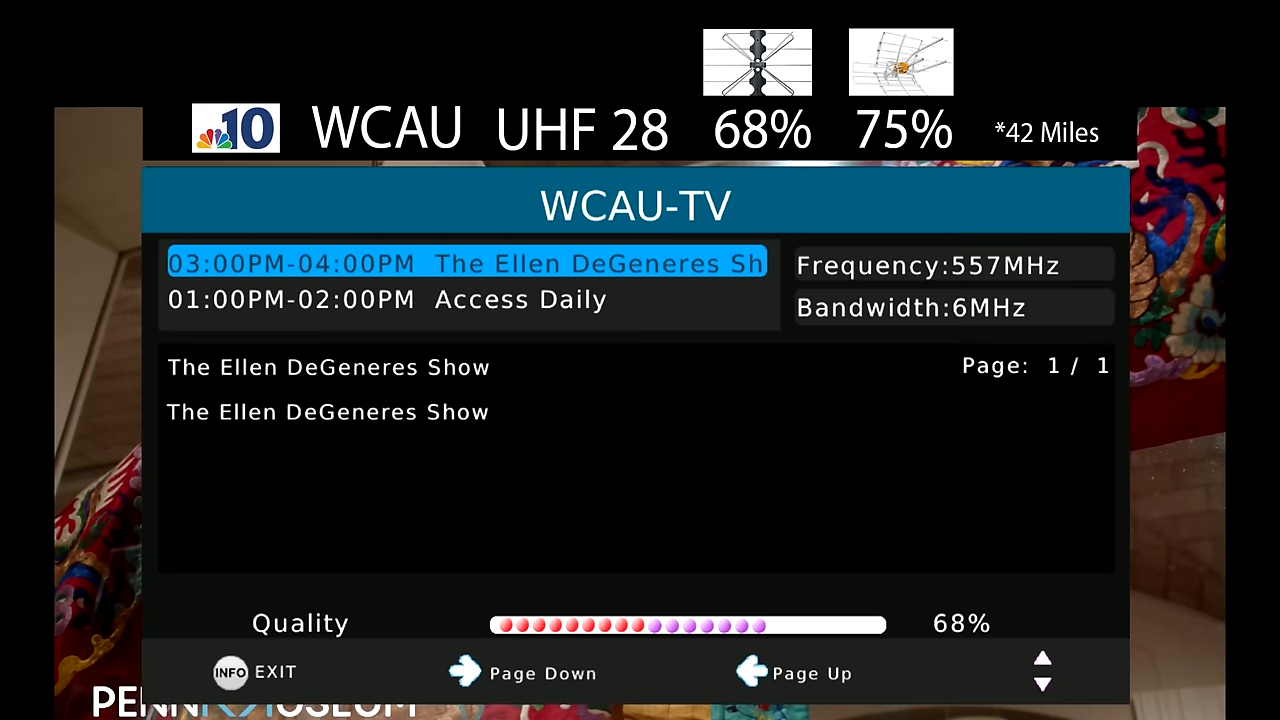 10 WCAU UHF 28 68% 75% *42 Miles
WCAU-TV
03:00PM-04:00PM The Ellen DeGeneres Sh
01:00PM-02:00PM Access Daily
Frequency:557MHz
Bandwidth:6MHz
The Ellen DeGeneres Show
Page: 1 / 1
The Ellen DeGeneres Show
Quality 68%
INFO EXIT Page Down Page Up